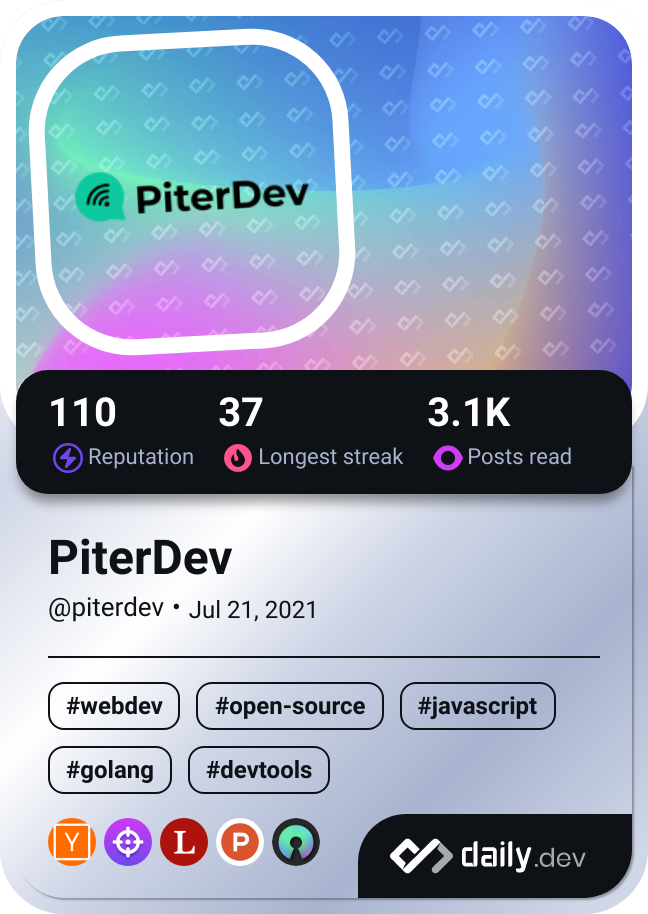 PiterDev
110 37 3.1K
Reputation Longest streak Posts read
PiterDev
@piterdev • Jul 21, 2021
#webdev #open-source #javascript
#golang #devtools
Y L P
daily.dev